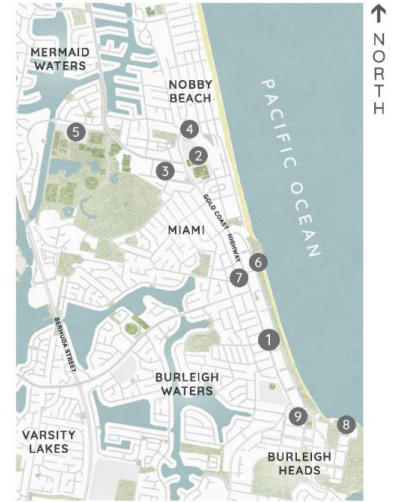 NORTH
MERMAID
WATERS
NOBBY
BEACH
PACIFIC OCEAN
4
5
2
3
GOLD COAST HIGHWAY
MIAMI
6
7
BERMUDA STREET
1
BURLEIGH
WATERS
9
8
VARSITY
LAKES
BURLEIGH
HEADS